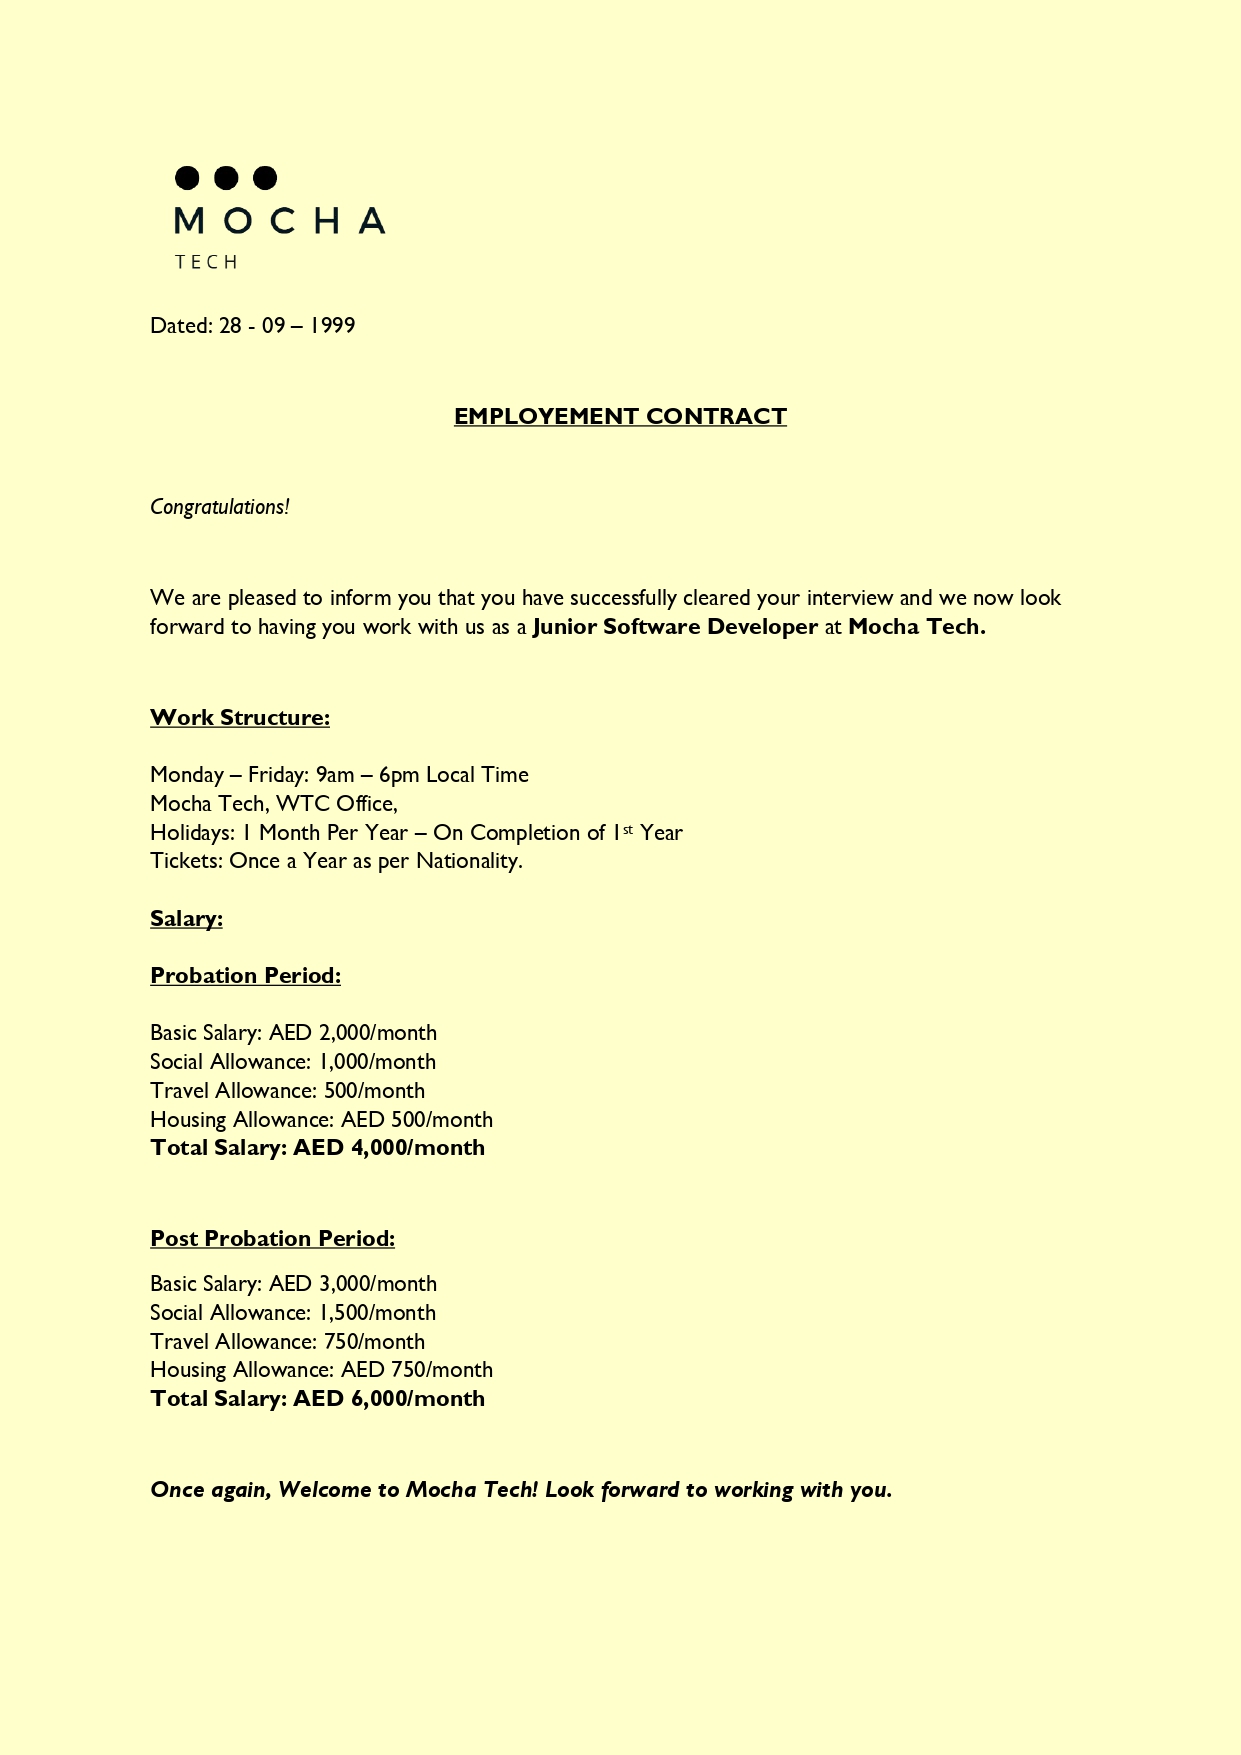 MOCHA
TECH
Dated: 28 - 09 – 1999
EMPLOYEMENT CONTRACT
Congratulations!
We are pleased to inform you that you have successfully cleared your interview and we now look
forward to having you work with us as a Junior Software Developer at Mocha Tech.
Work Structure:
Monday – Friday: 9am – 6pm Local Time
Mocha Tech, WTC Office,
Holidays: 1 Month Per Year – On Completion of 1st Year
Tickets: Once a Year as per Nationality.
Salary:
Probation Period:
Basic Salary: AED 2,000/month
Social Allowance: 1,000/month
Travel Allowance: 500/month
Housing Allowance: AED 500/month
Total Salary: AED 4,000/month
Post Probation Period:
Basic Salary: AED 3,000/month
Social Allowance: 1,500/month
Travel Allowance: 750/month
Housing Allowance: AED 750/month
Total Salary: AED 6,000/month
Once again, Welcome to Mocha Tech! Look forward to working with you.